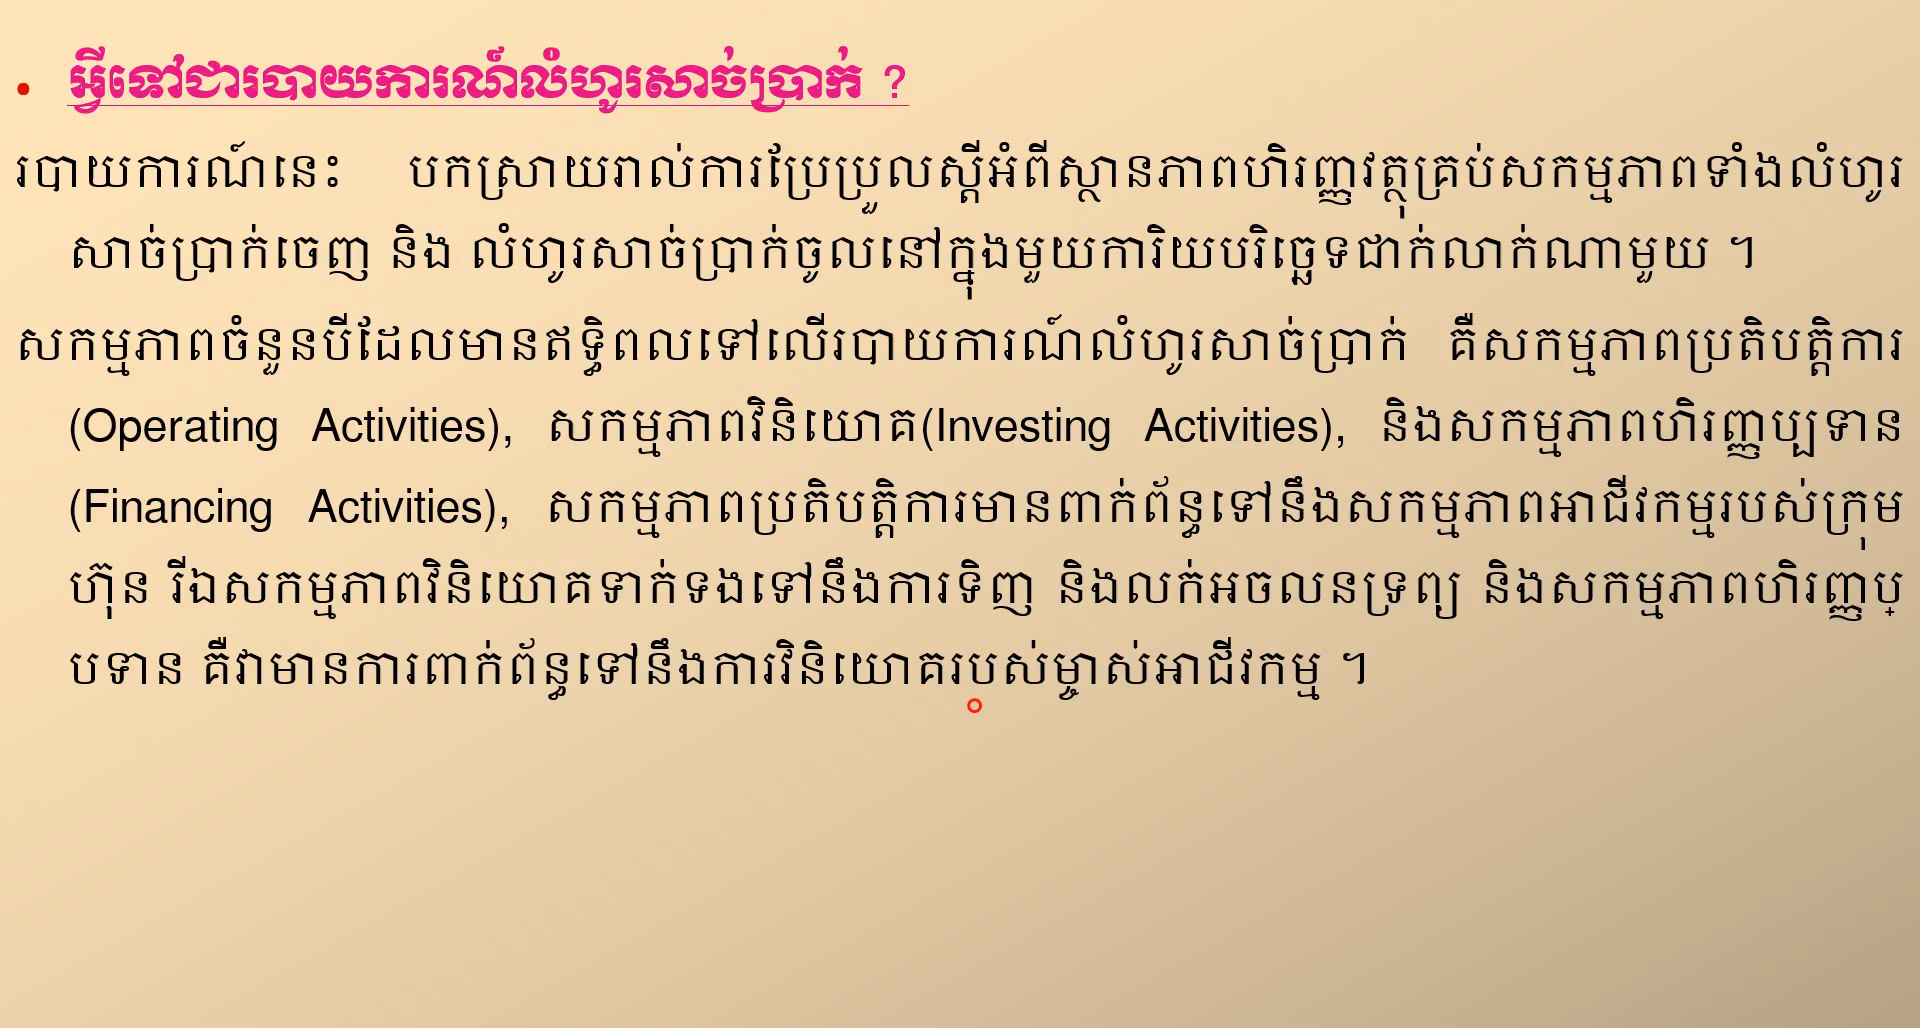 • អ្វីទៅជារបាយការណ៍លំហូរសាច់ប្រាក់ ?
របាយការណ៍នេះ បកស្រាយរាល់ការប្រែប្រួលស្តីអំពីស្ថានភាពហិរញ្ញវត្ថុគ្រប់សកម្មភាពទាំងលំហូរ
សាច់ប្រាក់ចេញ និង លំហូរសាច់ប្រាក់ចូលនៅក្នុងមួយការិយបរិច្ឆេទជាក់លាក់ណាមួយ ។
សកម្មភាពចំនួនបីដែលមានឥទ្ធិពលទៅលើរបាយការណ៍លំហូរសាច់ប្រាក់ គឺសកម្មភាពប្រតិបត្តិការ
(Operating Activities), សកម្មភាពវិនិយោគ(Investing Activities), និងសកម្មភាពហិរញ្ញប្បទាន
(Financing Activities), សកម្មភាពប្រតិបត្តិការមានពាក់ព័ន្ធទៅនឹងសកម្មភាពអាជីវកម្មរបស់ក្រុម
ហ៊ុន រីឯសកម្មភាពវិនិយោគទាក់ទងទៅនឹងការទិញ និងលក់អចលនទ្រព្យ និងសកម្មភាពហិរញ្ញប្
បទាន គឺវាមានការពាក់ព័ន្ធទៅនឹងការវិនិយោគរបស់ម្ចាស់អាជីវកម្ម ។